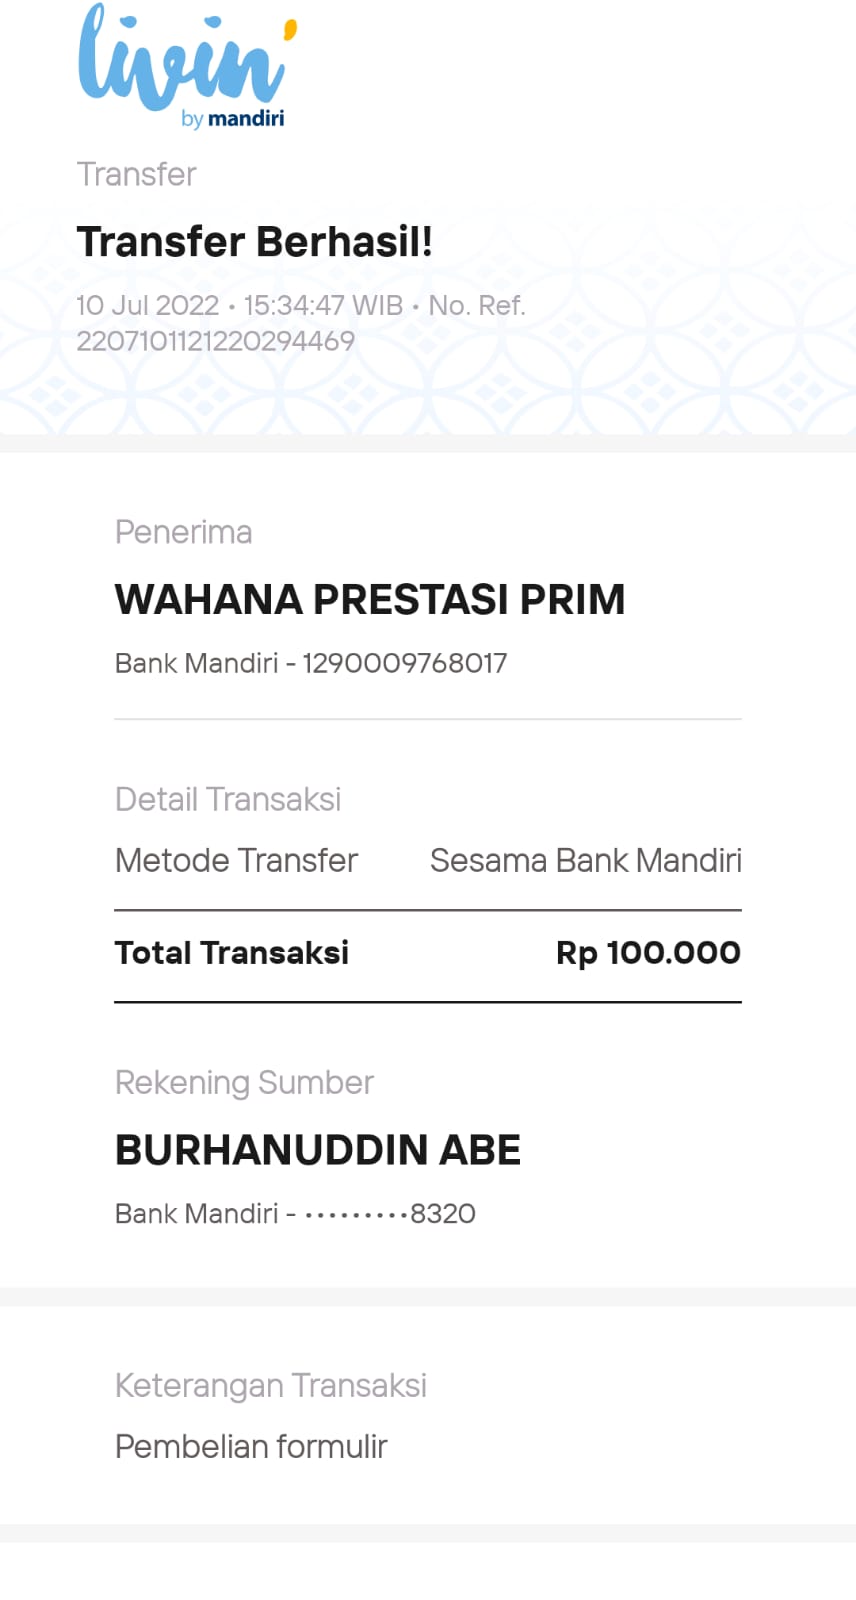 livin'
by mandiri
Transfer
Transfer Berhasil!
10 Jul 2022 • 15:34:47 WIB • No. Ref.
2207101121220294469
Penerima
WAHANA PRESTASI PRIM
Bank Mandiri - 1290009768017
Detail Transaksi
Metode Transfer Sesama Bank Mandiri
Total Transaksi Rp 100.000
Rekening Sumber
BURHANUDDIN ABE
Bank Mandiri - •••••••••8320
Keterangan Transaksi
Pembelian formulir